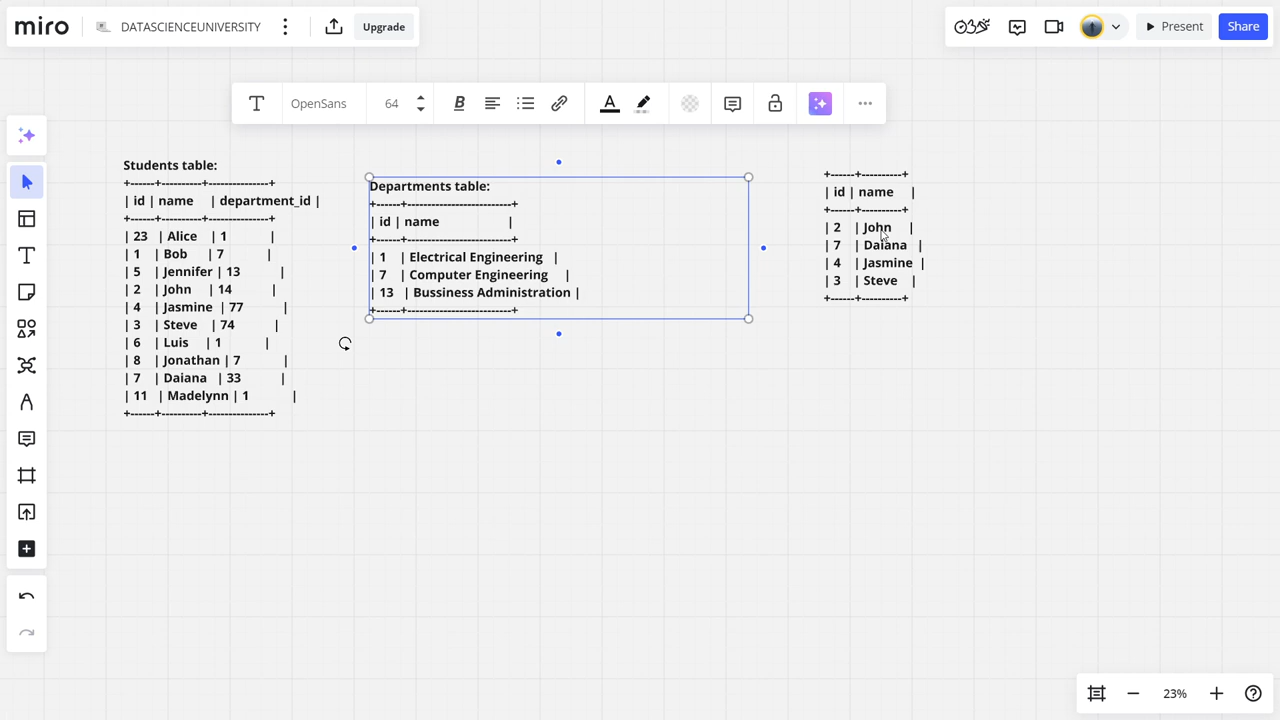 miro
DATASCIENCEUNIVERSITY
Upgrade
Present
Share
OpenSans
64
Students table:
+------+----------+---------------+
| id | name | department_id |
+------+----------+---------------+
| 23 | Alice | 1 |
| 1 | Bob | 7 |
| 5 | Jennifer | 13 |
| 2 | John | 14 |
| 4 | Jasmine | 77 |
| 3 | Steve | 74 |
| 6 | Luis | 1 |
| 8 | Jonathan | 7 |
| 7 | Daiana | 33 |
| 11 | Madelynn | 1 |
+------+----------+---------------+
Departments table:
+------+--------------------------+
| id | name |
+------+--------------------------+
| 1 | Electrical Engineering |
| 7 | Computer Engineering |
| 13 | Bussiness Administration |
+------+--------------------------+
+------+----------+
| id | name |
+------+----------+
| 2 | John |
| 7 | Daiana |
| 4 | Jasmine |
| 3 | Steve |
+------+----------+
23%